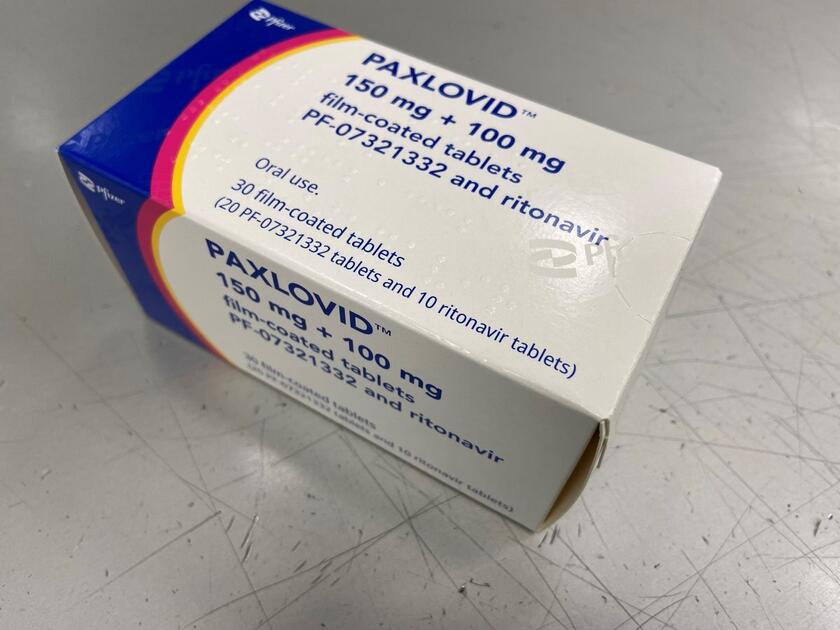 Pfizer
PAXLOVID™
150 mg + 100 mg
film-coated tablets
PF-07321332 and ritonavir
Oral use.
30 film-coated tablets
(20 PF-07321332 tablets and 10 ritonavir tablets)
Pfizer
PAXLOVID™
150 mg + 100 mg
film-coated tablets
PF-07321332 and ritonavir
30 film-coated tablets
(20 PF-07321332 tablets and 10 ritonavir tablets)